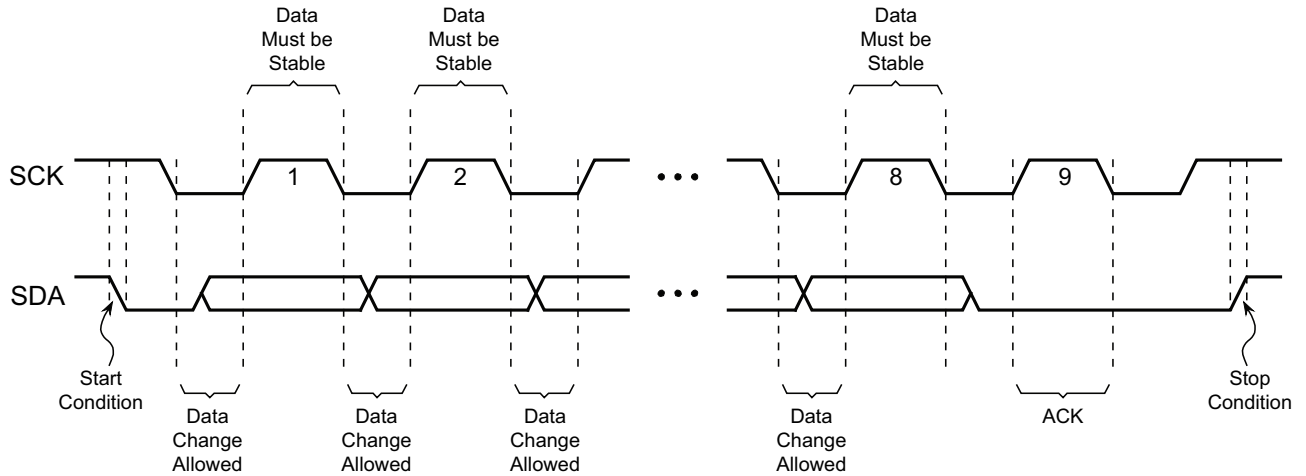 Data
Must be
Stable
Data
Must be
Stable
Data
Must be
Stable
SCK
1
2
8
9
SDA
Start
Condition
Data
Change
Allowed
Data
Change
Allowed
Data
Change
Allowed
Data
Change
Allowed
ACK
Stop
Condition